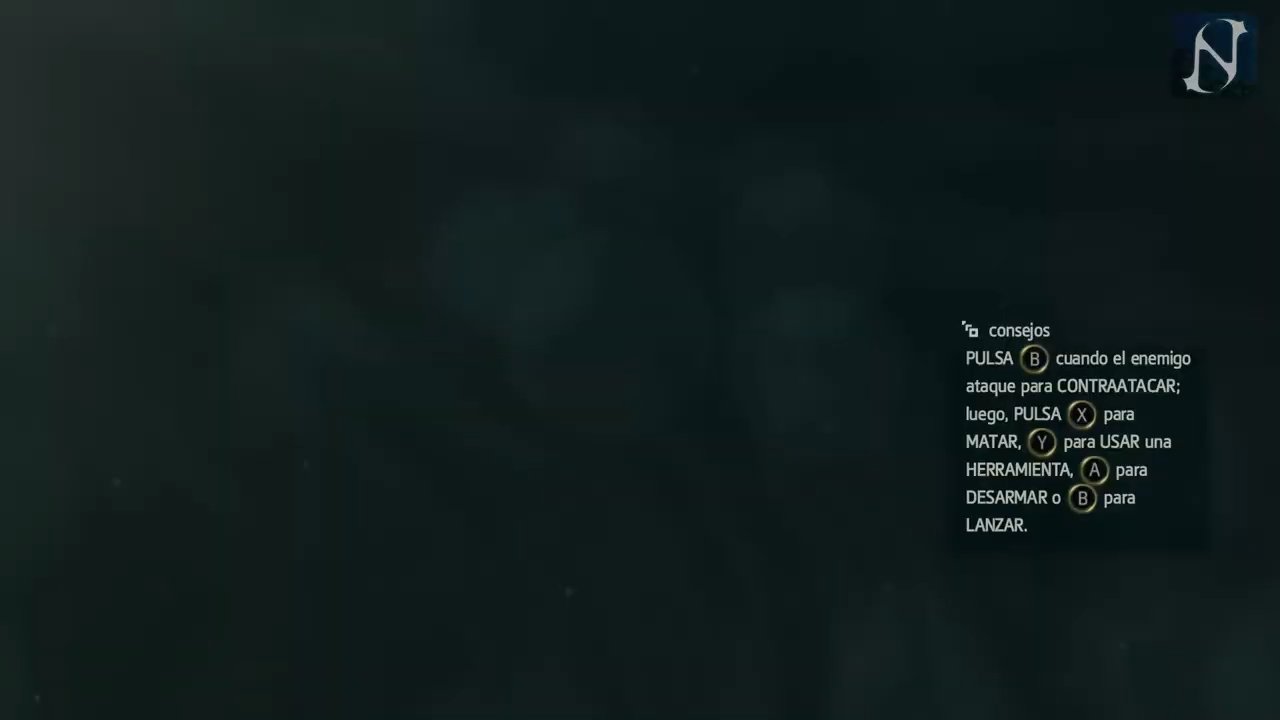 consejos
PULSA B cuando el enemigo
ataque para CONTRAATACAR;
luego, PULSA X para
MATAR, Y para USAR una
HERRAMIENTA, A para
DESARMAR o B para
LANZAR.